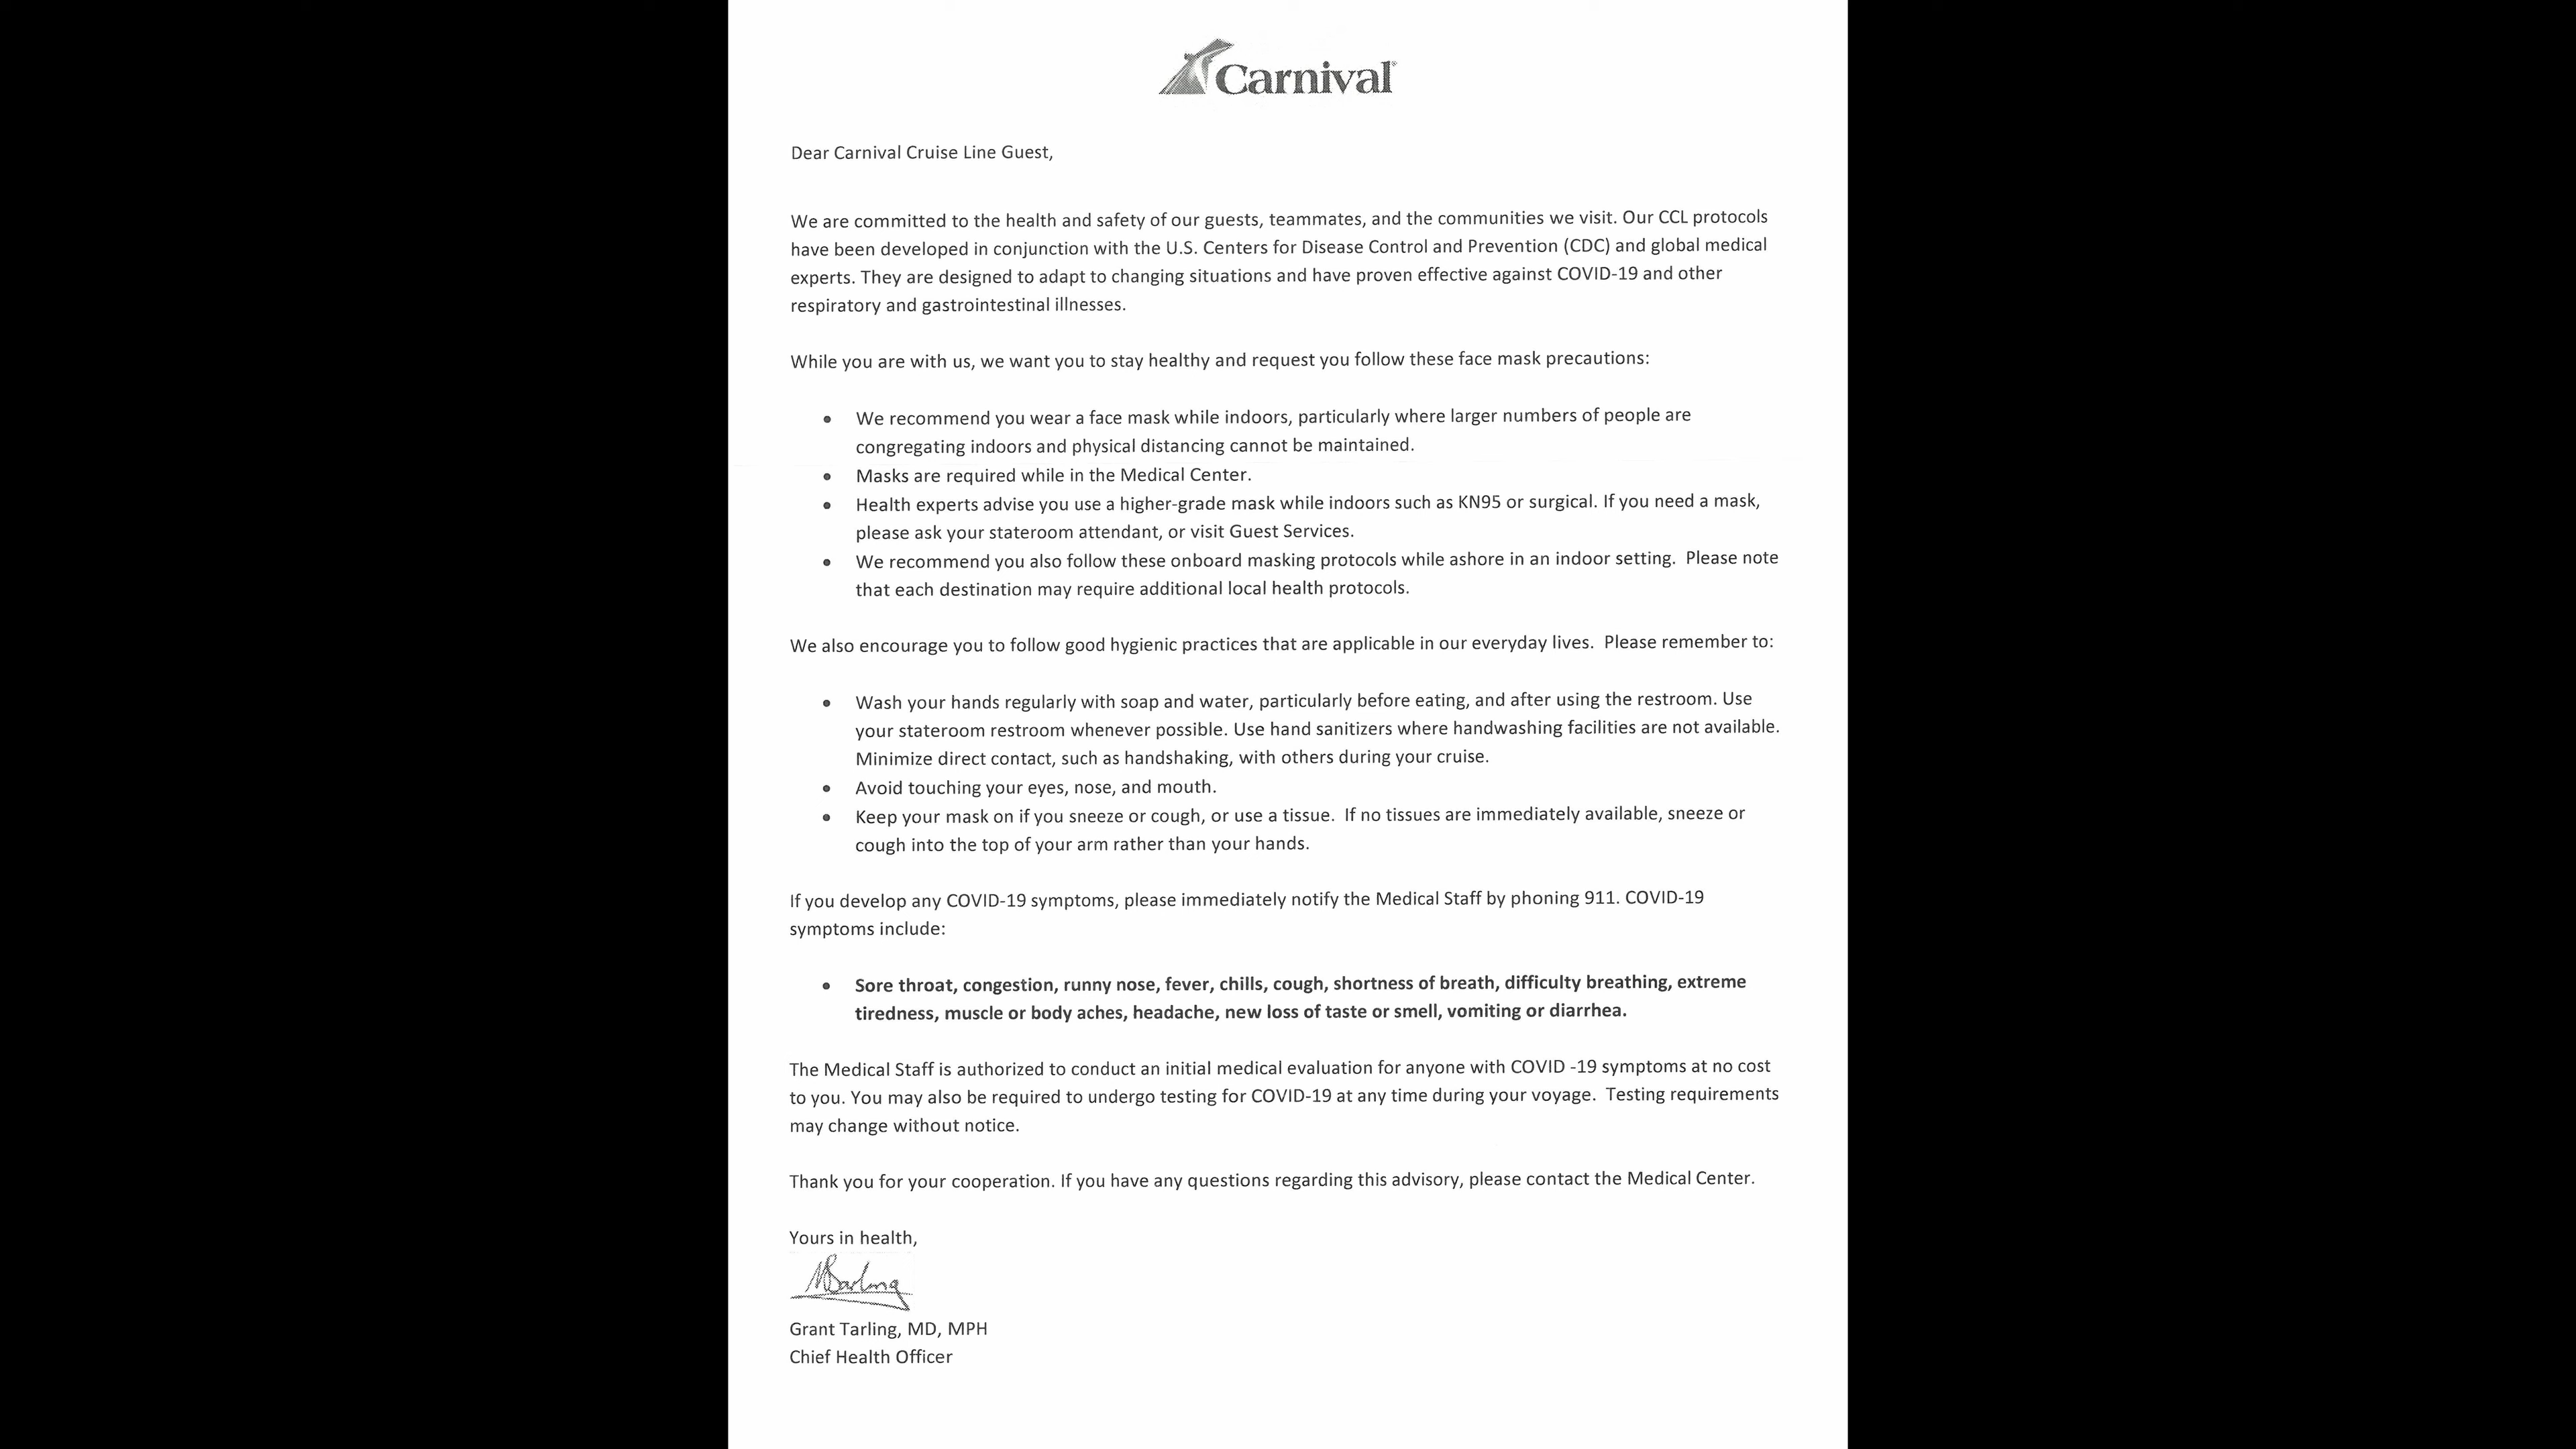 Carnival
Dear Carnival Cruise Line Guest,
We are committed to the health and safety of our guests, teammates, and the communities we visit. Our CCL protocols
have been developed in conjunction with the U.S. Centers for Disease Control and Prevention (CDC) and global medical
experts. They are designed to adapt to changing situations and have proven effective against COVID-19 and other
respiratory and gastrointestinal illnesses.
While you are with us, we want you to stay healthy and request you follow these face mask precautions:
• We recommend you wear a face mask while indoors, particularly where larger numbers of people are
congregating indoors and physical distancing cannot be maintained.
• Masks are required while in the Medical Center.
• Health experts advise you use a higher-grade mask while indoors such as KN95 or surgical. If you need a mask,
please ask your stateroom attendant, or visit Guest Services.
• We recommend you also follow these onboard masking protocols while ashore in an indoor setting.  Please note
that each destination may require additional local health protocols.
We also encourage you to follow good hygienic practices that are applicable in our everyday lives.  Please remember to:
• Wash your hands regularly with soap and water, particularly before eating, and after using the restroom. Use
your stateroom restroom whenever possible. Use hand sanitizers where handwashing facilities are not available.
Minimize direct contact, such as handshaking, with others during your cruise.
• Avoid touching your eyes, nose, and mouth.
• Keep your mask on if you sneeze or cough, or use a tissue.  If no tissues are immediately available, sneeze or
cough into the top of your arm rather than your hands.
If you develop any COVID-19 symptoms, please immediately notify the Medical Staff by phoning 911. COVID-19
symptoms include:
• Sore throat, congestion, runny nose, fever, chills, cough, shortness of breath, difficulty breathing, extreme
tiredness, muscle or body aches, headache, new loss of taste or smell, vomiting or diarrhea.
The Medical Staff is authorized to conduct an initial medical evaluation for anyone with COVID -19 symptoms at no cost
to you. You may also be required to undergo testing for COVID-19 at any time during your voyage.  Testing requirements
may change without notice.
Thank you for your cooperation. If you have any questions regarding this advisory, please contact the Medical Center.
Yours in health,
Grant Tarling, MD, MPH
Chief Health Officer